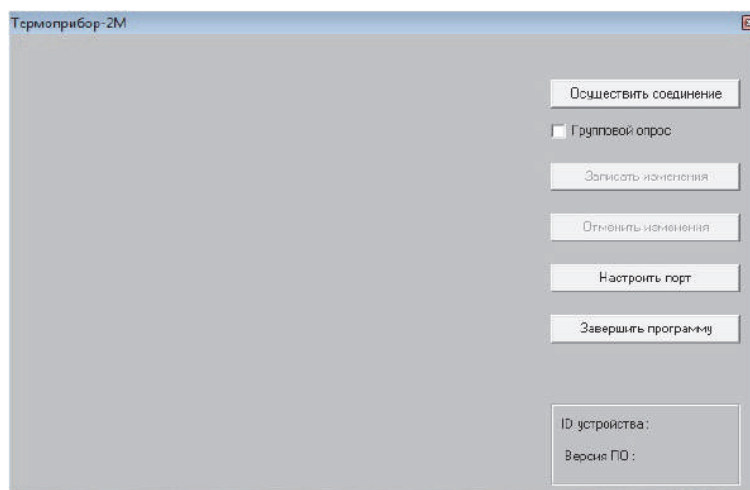 Термоприбор-2М
Осуществить соединение
Групповой опрос
Записать изменения
Отменить изменения
Настроить порт
Завершить программу
ID устройства:
Версия ПО: